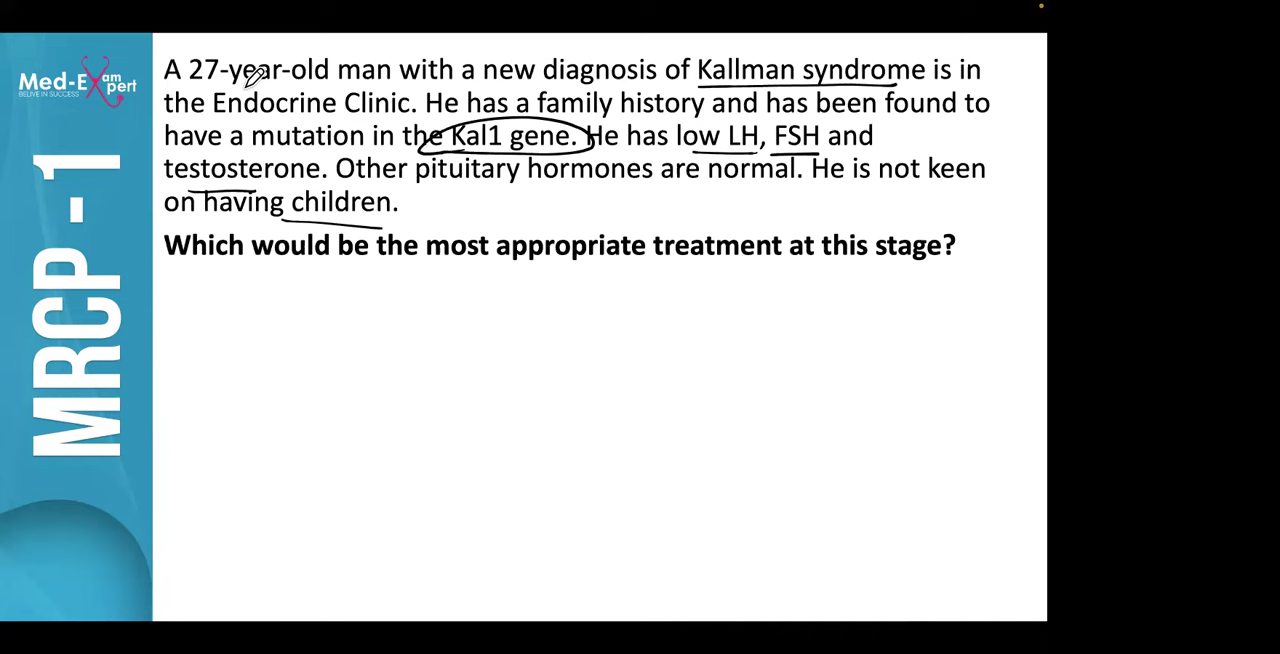 Med-Exam
pert
BELIVE IN SUCCESS
MRCP - 1
A 27-year-old man with a new diagnosis of Kallman syndrome is in
the Endocrine Clinic. He has a family history and has been found to
have a mutation in the Kal1 gene. He has low LH, FSH and
testosterone. Other pituitary hormones are normal. He is not keen
on having children.
Which would be the most appropriate treatment at this stage?